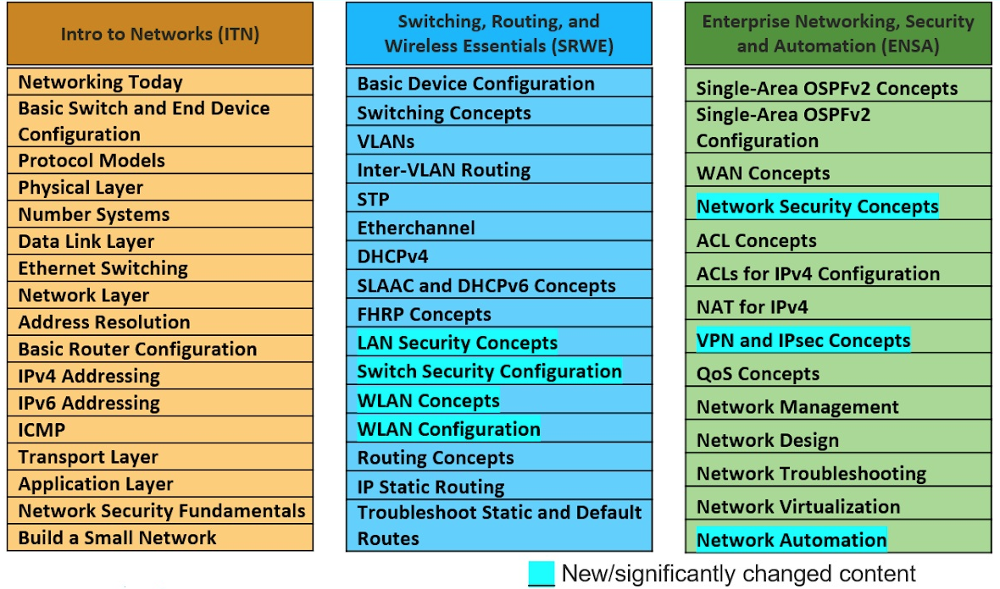 Intro to Networks (ITN)
Networking Today
Basic Switch and End Device
Configuration
Protocol Models
Physical Layer
Number Systems
Data Link Layer
Ethernet Switching
Network Layer
Address Resolution
Basic Router Configuration
IPv4 Addressing
IPv6 Addressing
ICMP
Transport Layer
Application Layer
Network Security Fundamentals
Build a Small Network
Switching, Routing, and
Wireless Essentials (SRWE)
Basic Device Configuration
Switching Concepts
VLANs
Inter-VLAN Routing
STP
Etherchannel
DHCPv4
SLAAC and DHCPv6 Concepts
FHRP Concepts
LAN Security Concepts
Switch Security Configuration
WLAN Concepts
WLAN Configuration
Routing Concepts
IP Static Routing
Troubleshoot Static and Default
Routes
Enterprise Networking, Security
and Automation (ENSA)
Single-Area OSPFv2 Concepts
Single-Area OSPFv2
Configuration
WAN Concepts
Network Security Concepts
ACL Concepts
ACLs for IPv4 Configuration
NAT for IPv4
VPN and IPsec Concepts
QoS Concepts
Network Management
Network Design
Network Troubleshooting
Network Virtualization
Network Automation
New/significantly changed content